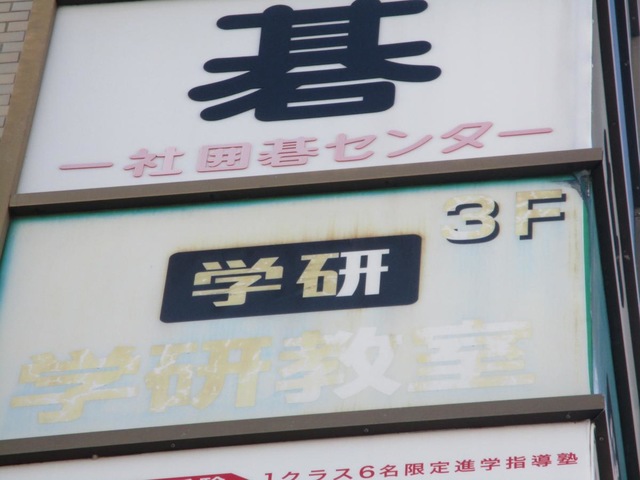 碁
一社囲碁センター
3F
学研
学研教室
1クラス6名限定進学指導塾